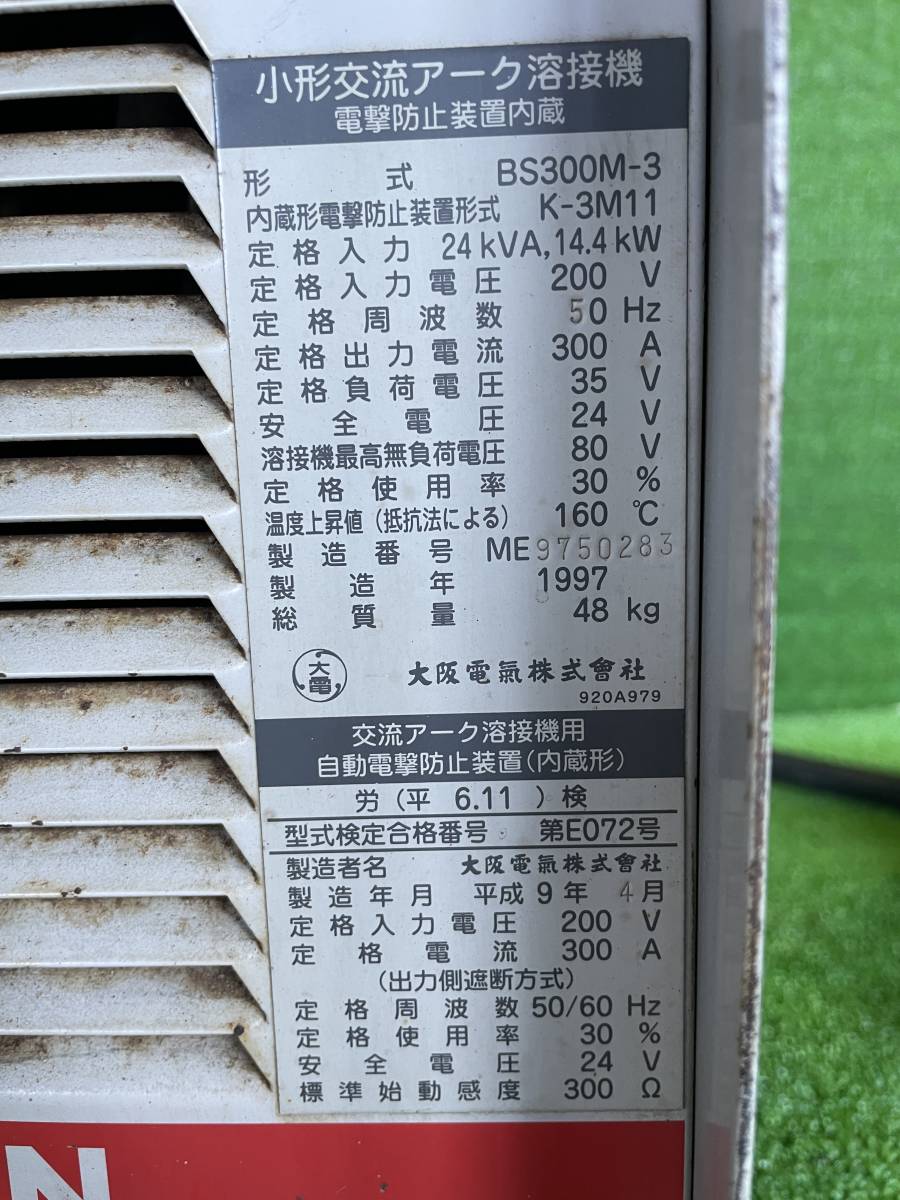 小形交流アーク溶接機
電撃防止装置内蔵
形式 BS300M-3
内蔵形電撃防止装置形式 K-3M11
定格入力 24kVA,14.4kW
定格入力電圧 200 V
定格周波数 50 Hz
定格出力電流 300 A
定格負荷電圧 35 V
安全電圧 24 V
溶接機最高無負荷電圧 80 V
定格使用率 30 %
温度上昇値(抵抗法による) 160 ℃
製造番号 ME9750283
製造年 1997
総質量 48 kg
大電 大阪電氣株式會社
920A979
交流アーク溶接機用
自動電撃防止装置(内蔵形)
労(平 6.11 )検
型式検定合格番号 第E072号
製造者名 大阪電氣株式會社
製造年月 平成9年 4月
定格入力電圧 200 V
定格電流 300 A
(出力側遮断方式)
定格周波数 50/60 Hz
定格使用率 30 %
安全電圧 24 V
標準始動感度 300 Ω
N